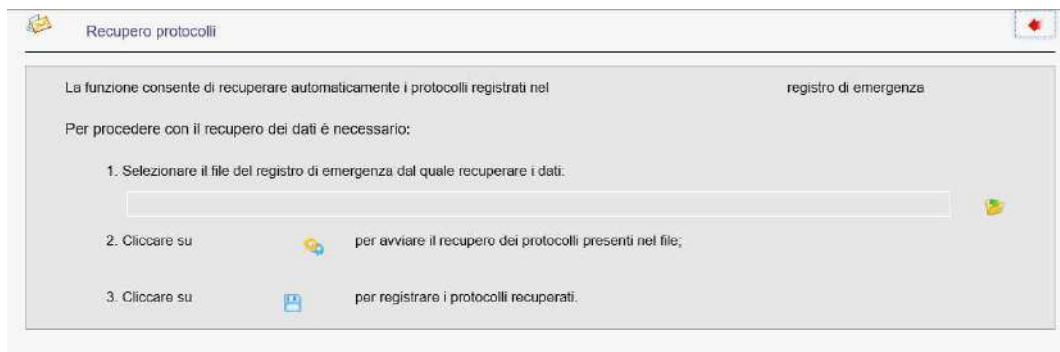 Recupero protocolli
La funzione consente di recuperare automaticamente i protocolli registrati nel registro di emergenza
Per procedere con il recupero dei dati è necessario:
1. Selezionare il file del registro di emergenza dal quale recuperare i dati:
2. Cliccare su per avviare il recupero dei protocolli presenti nel file;
3. Cliccare su per registrare i protocolli recuperati.